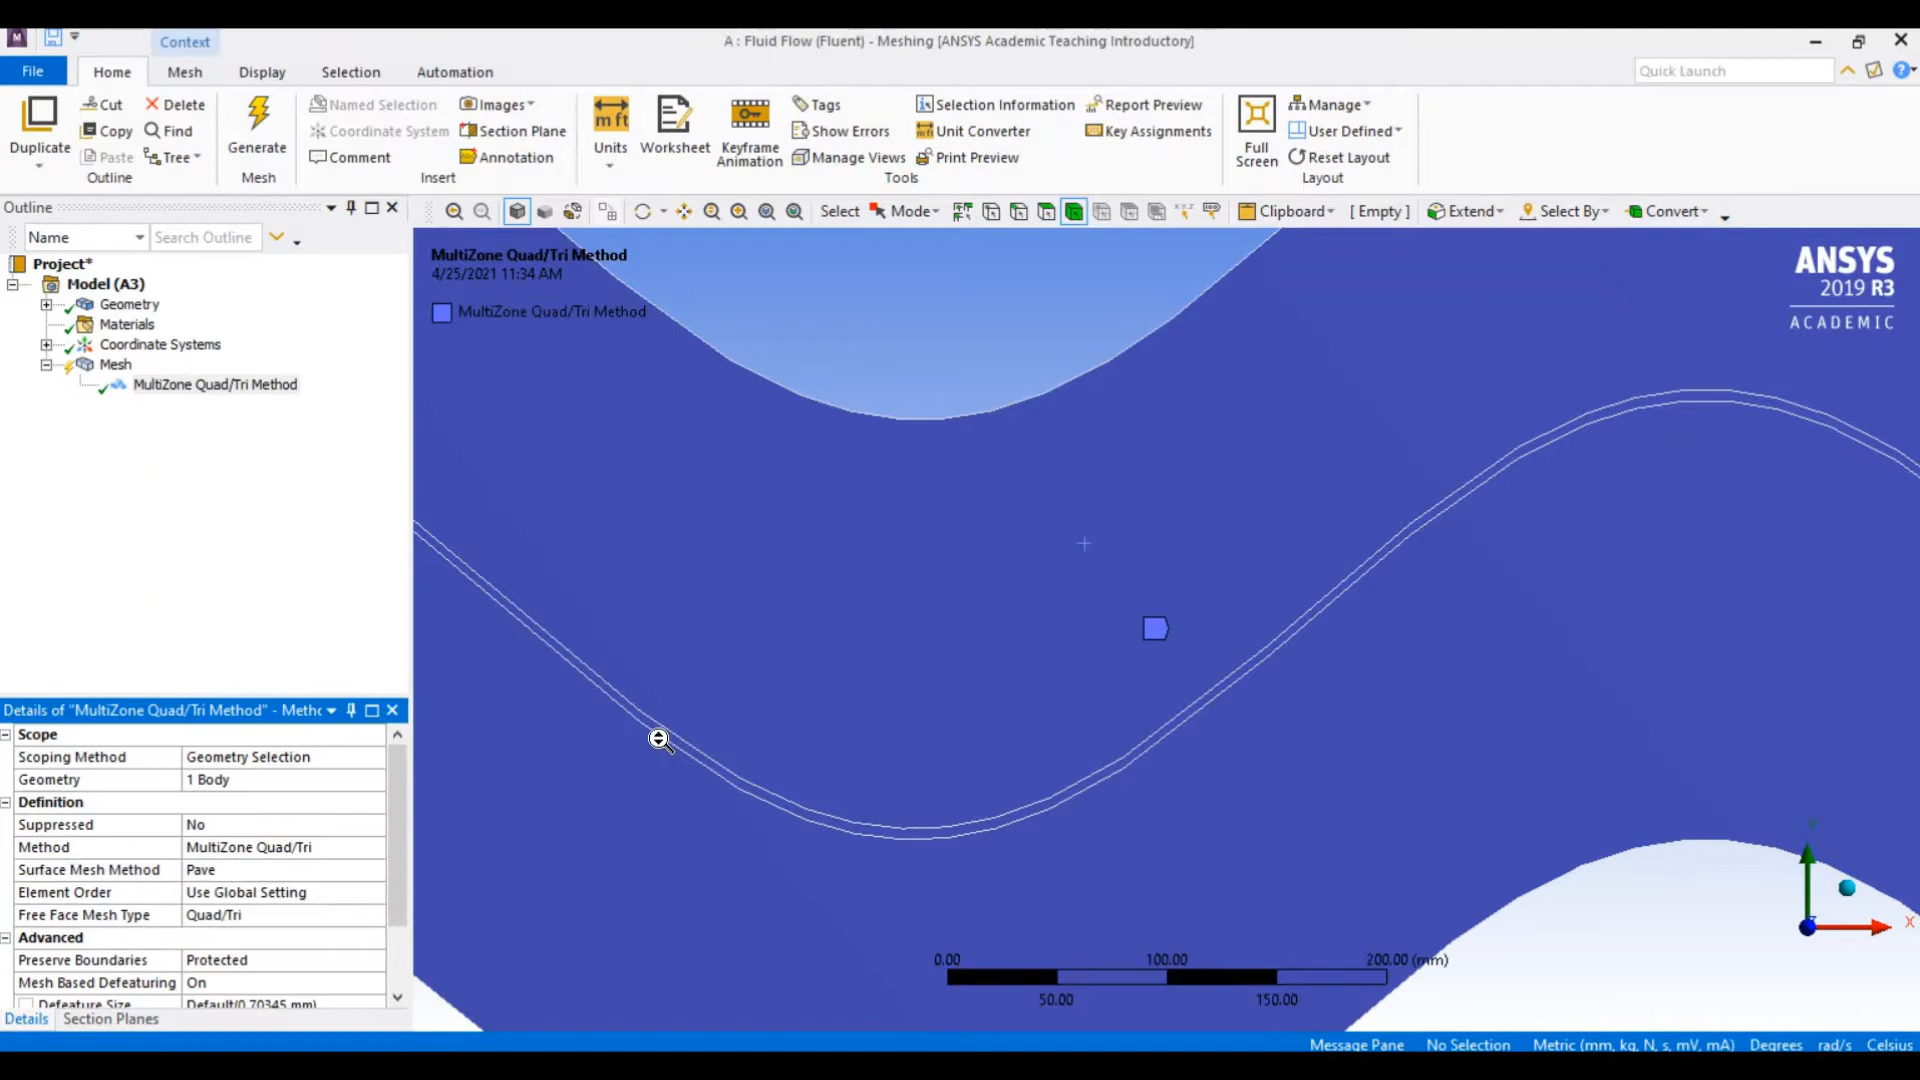 Context
A : Fluid Flow (Fluent) - Meshing [ANSYS Academic Teaching Introductory]
File Home Mesh Display Selection Automation
Quick Launch
Duplicate
Cut
Copy
Paste
Delete
Find
Tree
Outline
Generate
Mesh
Named Selection
Coordinate System
Comment
Images
Section Plane
Annotation
Insert
m ft
Units
Worksheet
Keyframe
Animation
Tags
Show Errors
Manage Views
Selection Information
Unit Converter
Print Preview
Report Preview
Key Assignments
Tools
Full
Screen
Manage
User Defined
Reset Layout
Layout
Outline
Name
Search Outline
Select Mode Clipboard [ Empty ] Extend Select By Convert
Project*
Model (A3)
Geometry
Materials
Coordinate Systems
Mesh
MultiZone Quad/Tri Method
MultiZone Quad/Tri Method
4/25/2021 11:34 AM
MultiZone Quad/Tri Method
ANSYS
2019 R3
ACADEMIC
Details of "MultiZone Quad/Tri Method" - Metho
Scope
Scoping Method Geometry Selection
Geometry 1 Body
Definition
Suppressed No
Method MultiZone Quad/Tri
Surface Mesh Method Pave
Element Order Use Global Setting
Free Face Mesh Type Quad/Tri
Advanced
Preserve Boundaries Protected
Mesh Based Defeaturing On
Defeature Size Default(0.70345 mm)
Details Section Planes
0.00 100.00 200.00 (mm)
50.00 150.00
Y
X
Message Pane No Selection Metric (mm, kg, N, s, mV, mA) Degrees rad/s Celsius